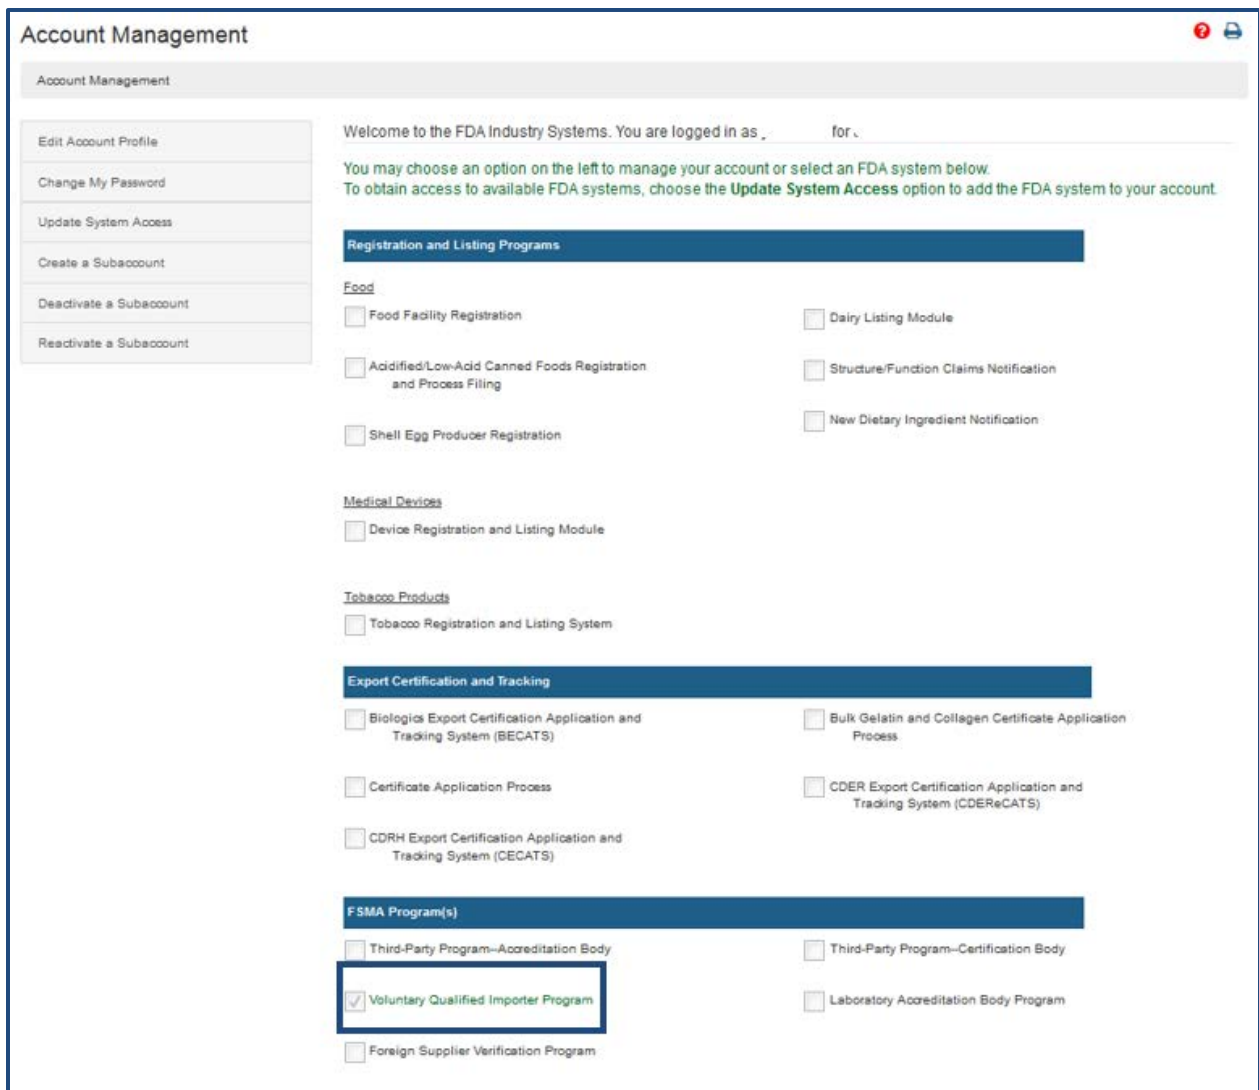 Account Management
Account Management
Edit Account Profile
Change My Password
Update System Access
Create a Subaccount
Deactivate a Subaccount
Reactivate a Subaccount
Welcome to the FDA Industry Systems. You are logged in as for
You may choose an option on the left to manage your account or select an FDA system below.
To obtain access to available FDA systems, choose the Update System Access option to add the FDA system to your account.
Registration and Listing Programs
Food
Food Facility Registration
Dairy Listing Module
Acidified/Low-Acid Canned Foods Registration
and Process Filing
Structure/Function Claims Notification
New Dietary Ingredient Notification
Shell Egg Producer Registration
Medical Devices
Device Registration and Listing Module
Tobacco Products
Tobacco Registration and Listing System
Export Certification and Tracking
Biologics Export Certification Application and
Tracking System (BECATS)
Bulk Gelatin and Collagen Certificate Application
Process
Certificate Application Process
CDER Export Certification Application and
Tracking System (CDEReCATS)
CDRH Export Certification Application and
Tracking System (CECATS)
FSMA Program(s)
Third-Party Program--Accreditation Body
Third-Party Program--Certification Body
Voluntary Qualified Importer Program
Laboratory Accreditation Body Program
Foreign Supplier Verification Program